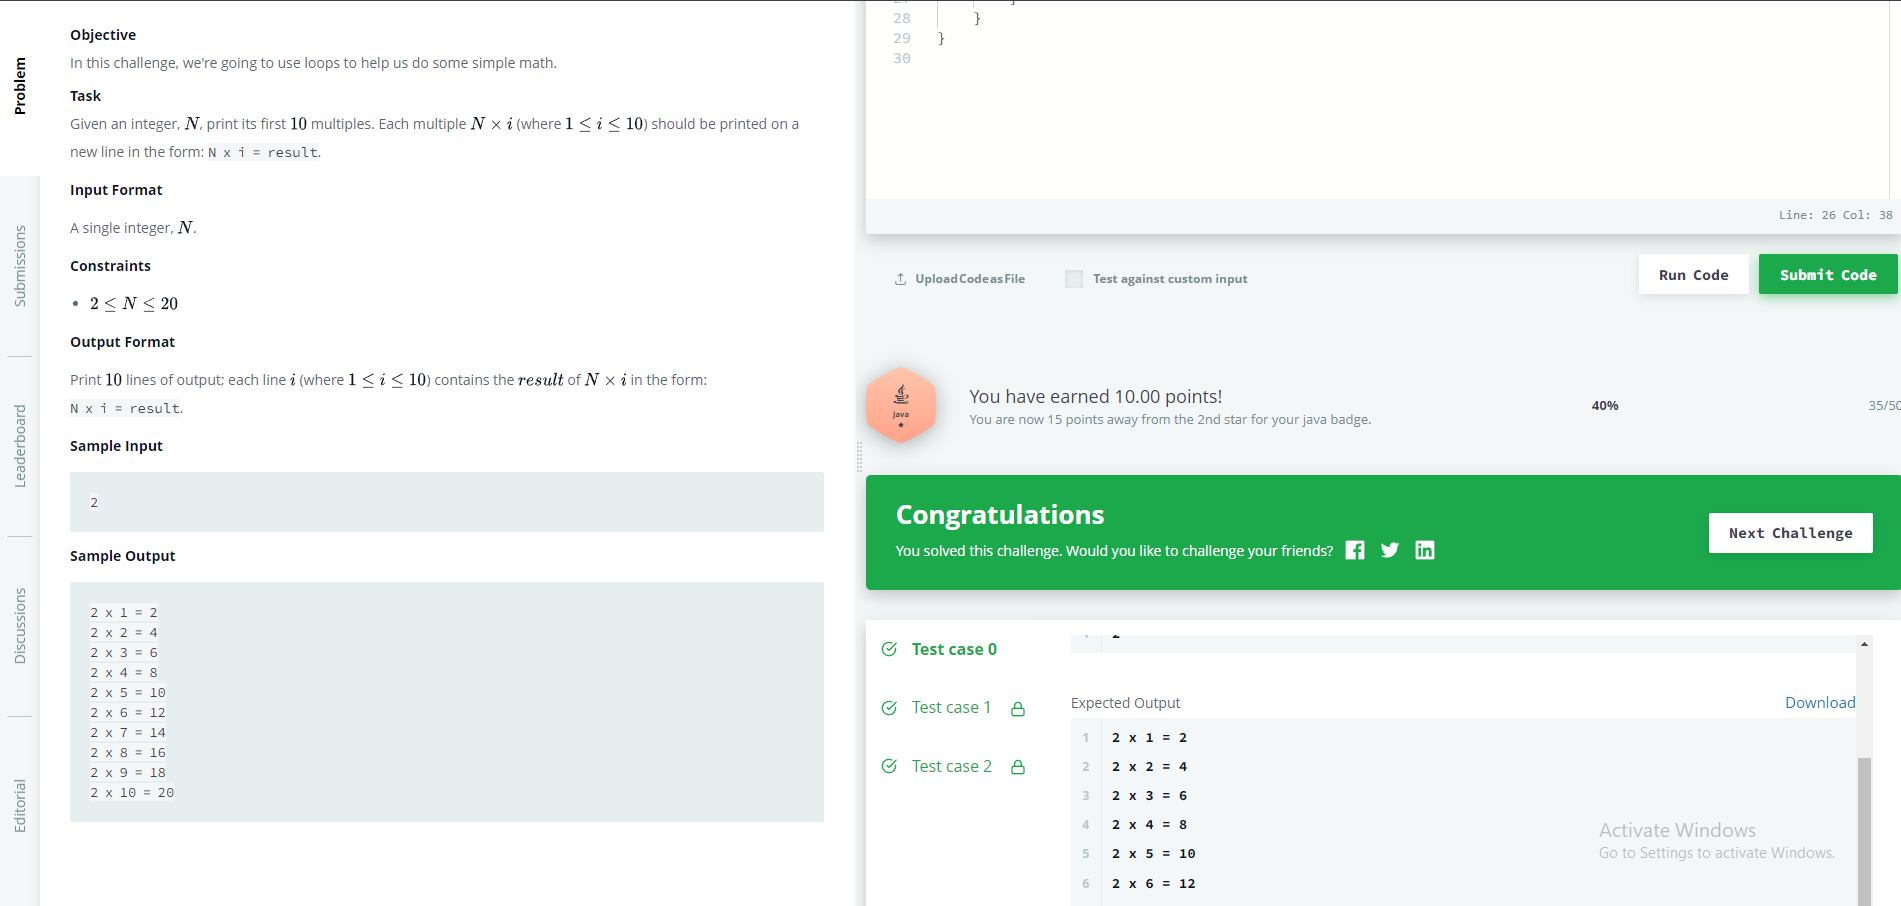 Problem
Submissions
Leaderboard
Discussions
Editorial
Objective
In this challenge, we're going to use loops to help us do some simple math.
Task
Given an integer, N, print its first 10 multiples. Each multiple N × i (where 1 ≤ i ≤ 10) should be printed on a
new line in the form: N x i = result.
Input Format
A single integer, N.
Constraints
• 2 ≤ N ≤ 20
Output Format
Print 10 lines of output; each line i (where 1 ≤ i ≤ 10) contains the result of N × i in the form:
N x i = result.
Sample Input
2
Sample Output
2 x 1 = 2
2 x 2 = 4
2 x 3 = 6
2 x 4 = 8
2 x 5 = 10
2 x 6 = 12
2 x 7 = 14
2 x 8 = 16
2 x 9 = 18
2 x 10 = 20
28 }
29 }
30
Line: 26 Col: 38
Upload Code as File
Test against custom input
Run Code
Submit Code
Java
You have earned 10.00 points!
You are now 15 points away from the 2nd star for your java badge.
40%
35/50
Congratulations
You solved this challenge. Would you like to challenge your friends?
Next Challenge
Test case 0
Test case 1
Test case 2
Expected Output
Download
1 2 x 1 = 2
2 2 x 2 = 4
3 2 x 3 = 6
4 2 x 4 = 8
5 2 x 5 = 10
6 2 x 6 = 12
Activate Windows
Go to Settings to activate Windows.